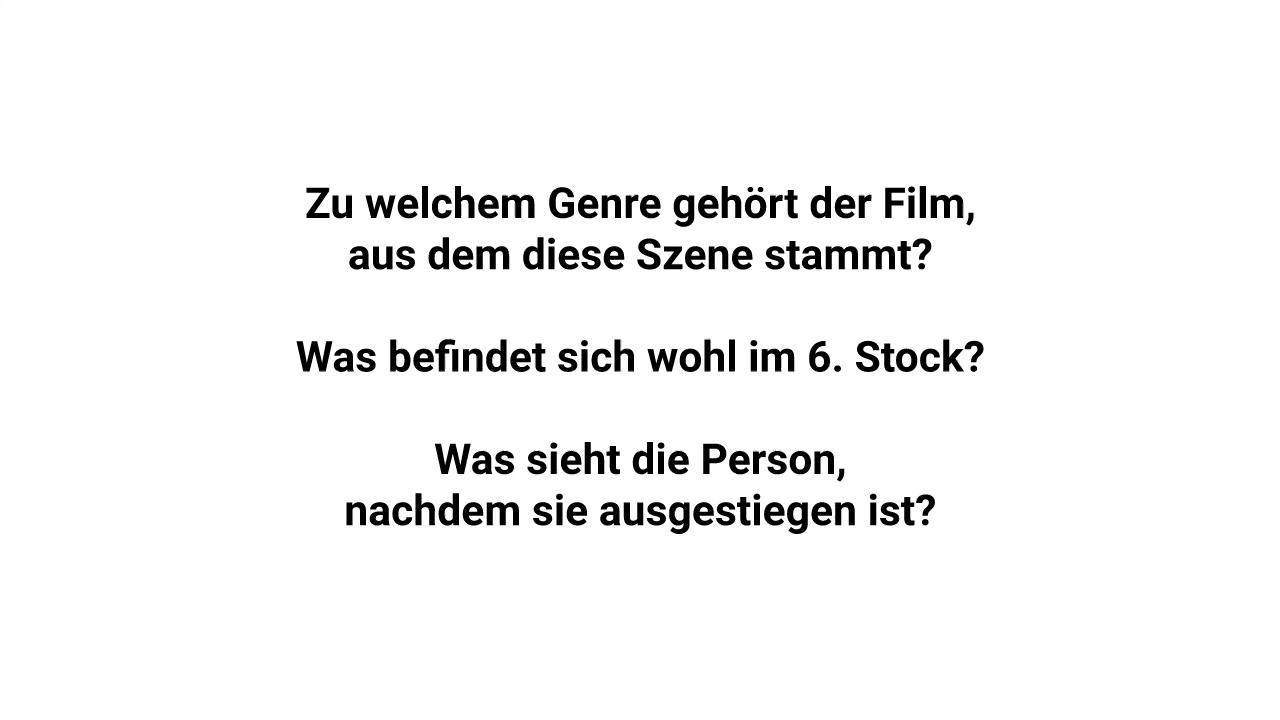 Zu welchem Genre gehört der Film,
aus dem diese Szene stammt?
Was befindet sich wohl im 6. Stock?
Was sieht die Person,
nachdem sie ausgestiegen ist?